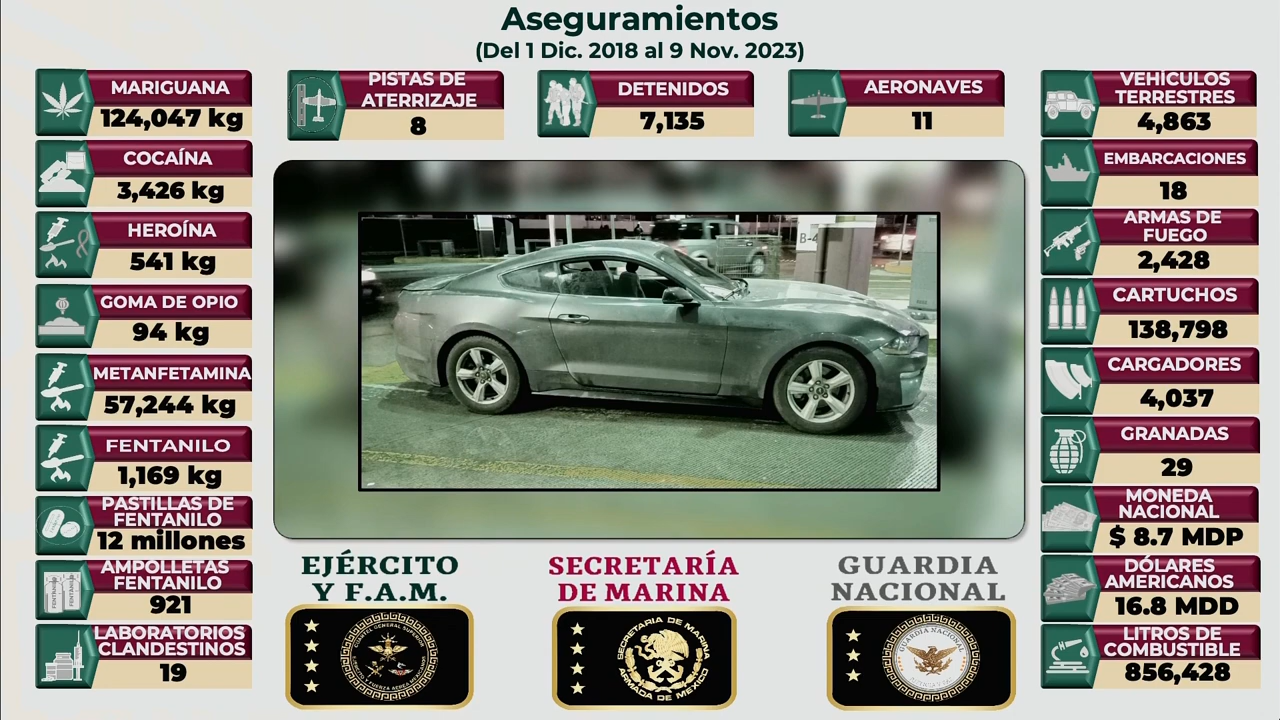 Aseguramientos
(Del 1 Dic. 2018 al 9 Nov. 2023)
MARIGUANA
124,047 kg
COCAÍNA
3,426 kg
HEROÍNA
541 kg
GOMA DE OPIO
94 kg
METANFETAMINA
57,244 kg
FENTANILO
1,169 kg
PASTILLAS DE
FENTANILO
12 millones
AMPOLLETAS
FENTANILO
921
LABORATORIOS
CLANDESTINOS
19
PISTAS DE
ATERRIZAJE
8
DETENIDOS
7,135
AERONAVES
11
B-4
EJÉRCITO
Y F.A.M.
SECRETARÍA
DE MARINA
SECRETARIA DE MARINA
ARMADA DE MEXICO
GUARDIA
NACIONAL
GUARDIA NACIONAL
VEHÍCULOS
TERRESTRES
4,863
EMBARCACIONES
18
ARMAS DE
FUEGO
2,428
CARTUCHOS
138,798
CARGADORES
4,037
GRANADAS
29
MONEDA
NACIONAL
$ 8.7 MDP
DÓLARES
AMERICANOS
16.8 MDD
LITROS DE
COMBUSTIBLE
856,428